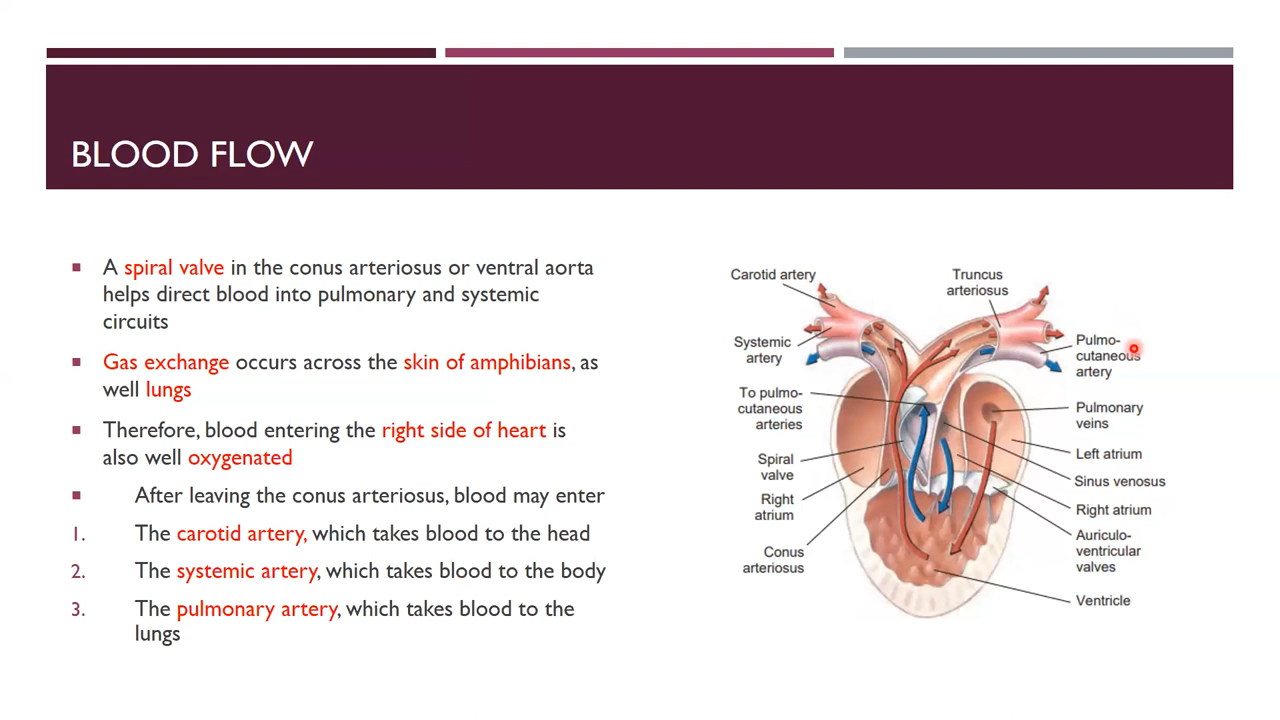 BLOOD FLOW
A spiral valve in the conus arteriosus or ventral aorta
helps direct blood into pulmonary and systemic
circuits
Gas exchange occurs across the skin of amphibians, as
well lungs
Therefore, blood entering the right side of heart is
also well oxygenated
After leaving the conus arteriosus, blood may enter
1. The carotid artery, which takes blood to the head
2. The systemic artery, which takes blood to the body
3. The pulmonary artery, which takes blood to the
lungs
Carotid artery
Systemic
artery
To pulmo-
cutaneous
arteries
Spiral
valve
Right
atrium
Conus
arteriosus
Truncus
arteriosus
Pulmo-
cutaneous
artery
Pulmonary
veins
Left atrium
Sinus venosus
Right atrium
Auriculo-
ventricular
valves
Ventricle